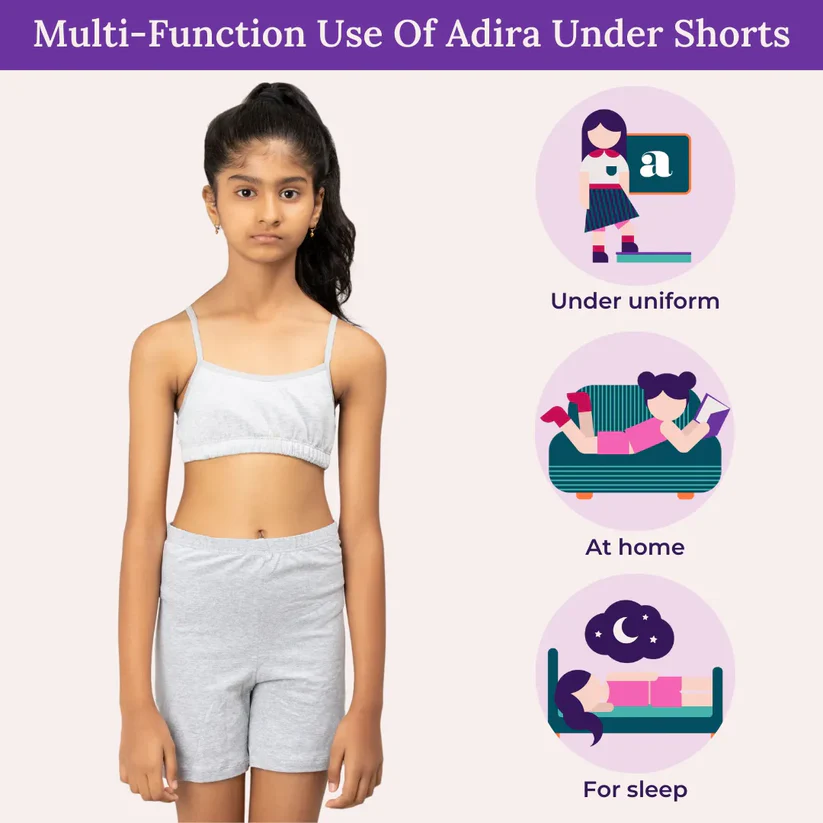 Multi-Function Use Of Adira Under Shorts
a
Under uniform
At home
For sleep